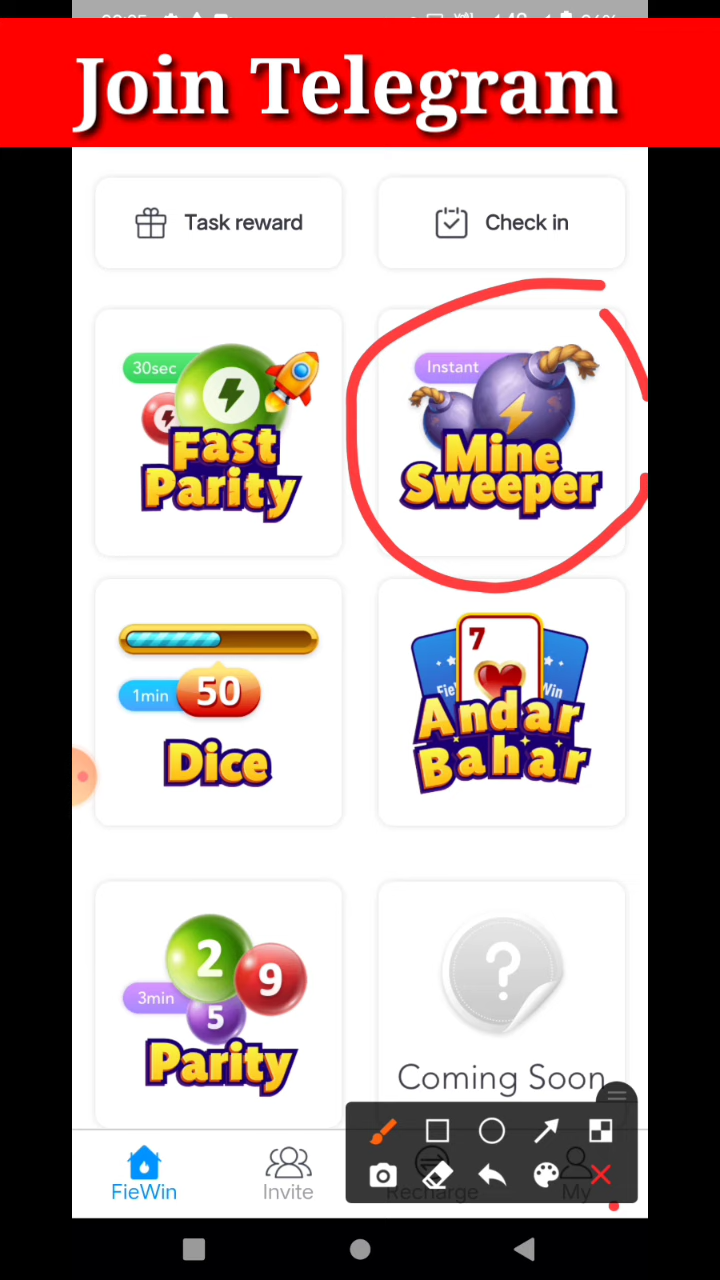 Join Telegram
Task reward
Check in
30sec
Fast
Parity
Instant
Mine
Sweeper
1min
50
Dice
7
Andar
Bahar
2
9
5
3min
Parity
?
Coming Soon
FieWin
Invite
Recharge
My